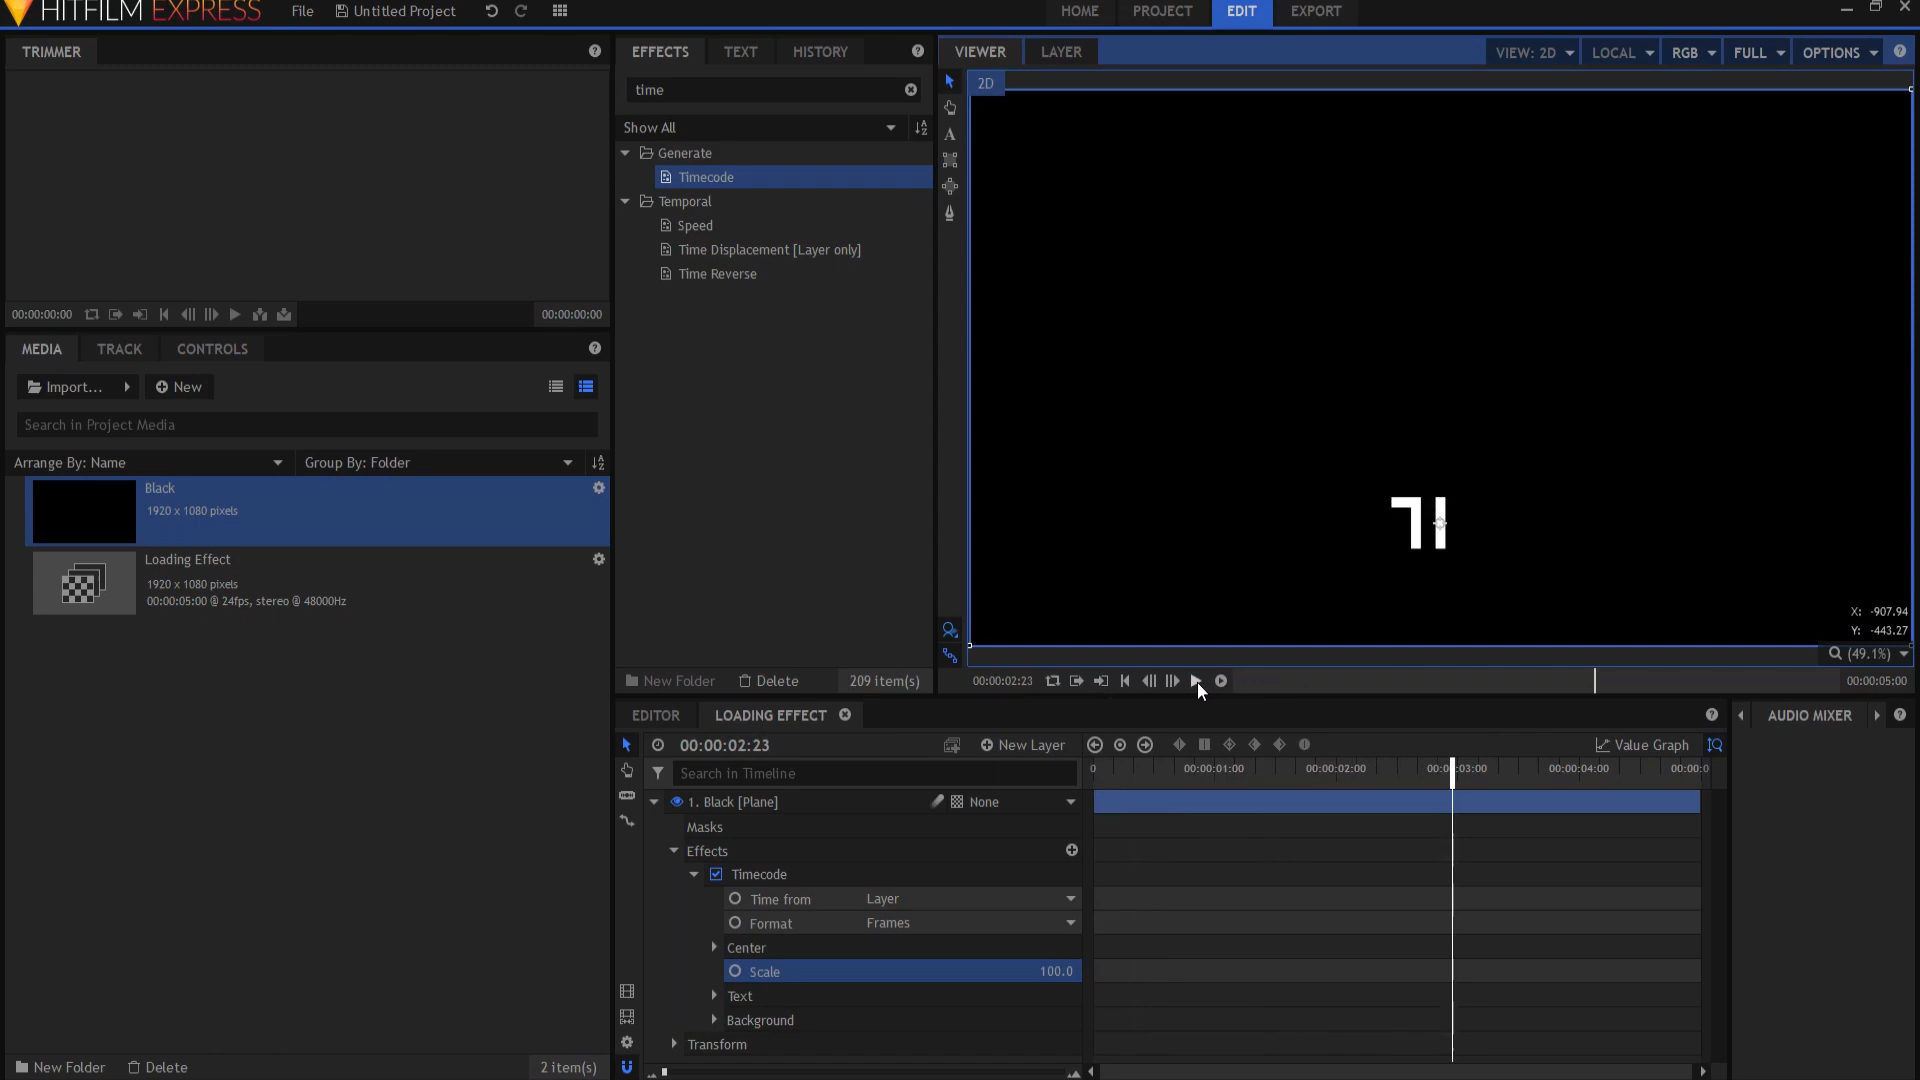 HITFILM EXPRESS
File
Untitled Project
HOME
PROJECT
EDIT
EXPORT
TRIMMER
00:00:00:00
00:00:00:00
MEDIA
TRACK
CONTROLS
Import...
New
Search in Project Media
Arrange By: Name
Group By: Folder
Black
1920 x 1080 pixels
Loading Effect
1920 x 1080 pixels
00:00:05:00 @ 24fps, stereo @ 48000Hz
New Folder
Delete
2 item(s)
EFFECTS
TEXT
HISTORY
time
Show All
Generate
Timecode
Temporal
Speed
Time Displacement [Layer only]
Time Reverse
New Folder
Delete
209 item(s)
VIEWER
LAYER
VIEW: 2D
LOCAL
RGB
FULL
OPTIONS
2D
71
X: -907.94
Y: -443.27
(49.1%)
00:00:02:23
00:00:05:00
EDITOR
LOADING EFFECT
00:00:02:23
New Layer
Value Graph
Search in Timeline
0
00:00:01:00
00:00:02:00
00:00:03:00
00:00:04:00
00:00:0
1. Black [Plane]
None
Masks
Effects
Timecode
Time from
Layer
Format
Frames
Center
Scale
100.0
Text
Background
Transform
AUDIO MIXER